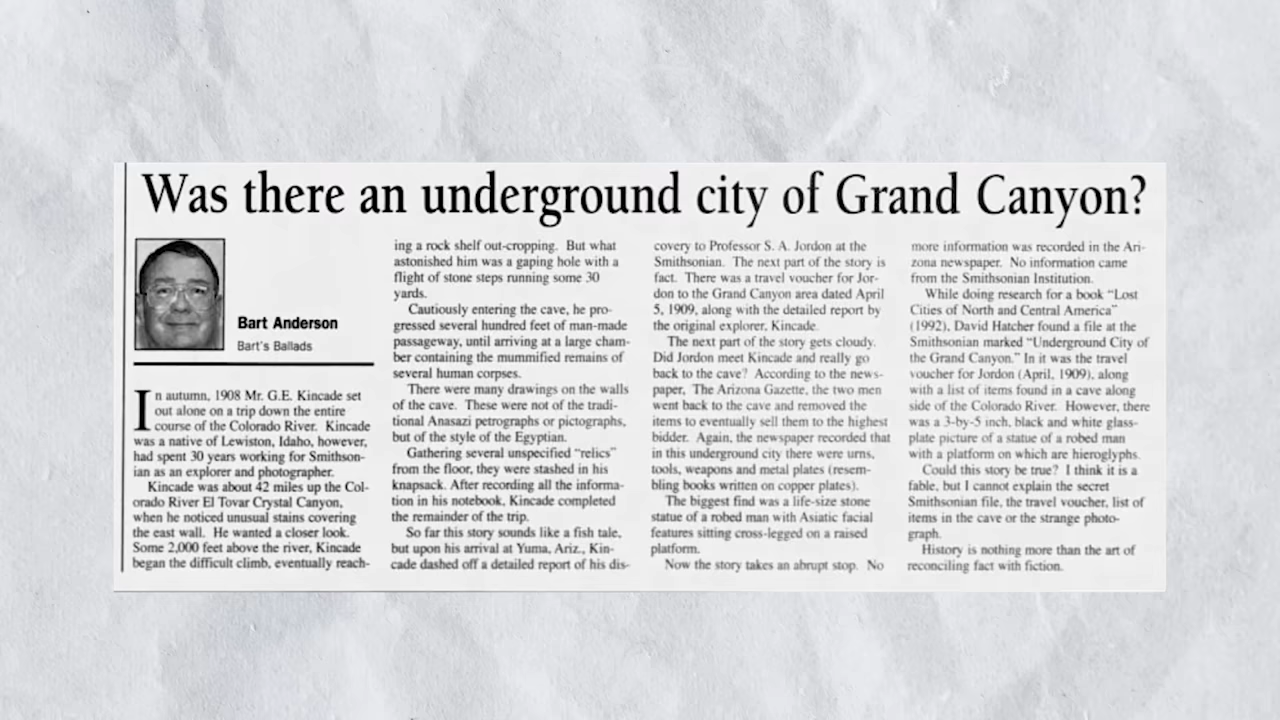 Was there an underground city of Grand Canyon?
Bart Anderson
Bart's Ballads
In autumn, 1908 Mr. G.E. Kincade set
out alone on a trip down the entire
course of the Colorado River. Kincade
was a native of Lewiston, Idaho, however,
had spent 30 years working for Smithson-
ian as an explorer and photographer.
Kincade was about 42 miles up the Col-
orado River El Tovar Crystal Canyon,
when he noticed unusual stains covering
the east wall. He wanted a closer look.
Some 2,000 feet above the river, Kincade
began the difficult climb, eventually reach-
ing a rock shelf out-cropping. But what
astonished him was a gaping hole with a
flight of stone steps running some 30
yards.
Cautiously entering the cave, he pro-
gressed several hundred feet of man-made
passageway, until arriving at a large cham-
ber containing the mummified remains of
several human corpses.
There were many drawings on the walls
of the cave. These were not of the tradi-
tional Anasazi petrographs or pictographs,
but of the style of the Egyptian.
Gathering several unspecified "relics"
from the floor, they were stashed in his
knapsack. After recording all the informa-
tion in his notebook, Kincade completed
the remainder of the trip.
So far this story sounds like a fish tale,
but upon his arrival at Yuma, Ariz., Kin-
cade dashed off a detailed report of his dis-
covery to Professor S. A. Jordon at the
Smithsonian. The next part of the story is
fact. There was a travel voucher for Jor-
don to the Grand Canyon area dated April
5, 1909, along with the detailed report by
the original explorer, Kincade.
The next part of the story gets cloudy.
Did Jordon meet Kincade and really go
back to the cave? According to the news-
paper, The Arizona Gazette, the two men
went back to the cave and removed the
items to eventually sell them to the highest
bidder. Again, the newspaper recorded that
in this underground city there were urns,
tools, weapons and metal plates (resem-
bling books written on copper plates).
The biggest find was a life-size stone
statue of a robed man with Asiatic facial
features sitting cross-legged on a raised
platform.
Now the story takes an abrupt stop. No
more information was recorded in the Ari-
zona newspaper. No information came
from the Smithsonian Institution.
While doing research for a book "Lost
Cities of North and Central America"
(1992), David Hatcher found a file at the
Smithsonian marked "Underground City of
the Grand Canyon." In it was the travel
voucher for Jordon (April, 1909), along
with a list of items found in a cave along
side of the Colorado River. However, there
was a 3-by-5 inch, black and white glass-
plate picture of a statue of a robed man
with a platform on which are hieroglyphs.
Could this story be true? I think it is a
fable, but I cannot explain the secret
Smithsonian file, the travel voucher, list of
items in the cave or the strange photo-
graph.
History is nothing more than the art of
reconciling fact with fiction.